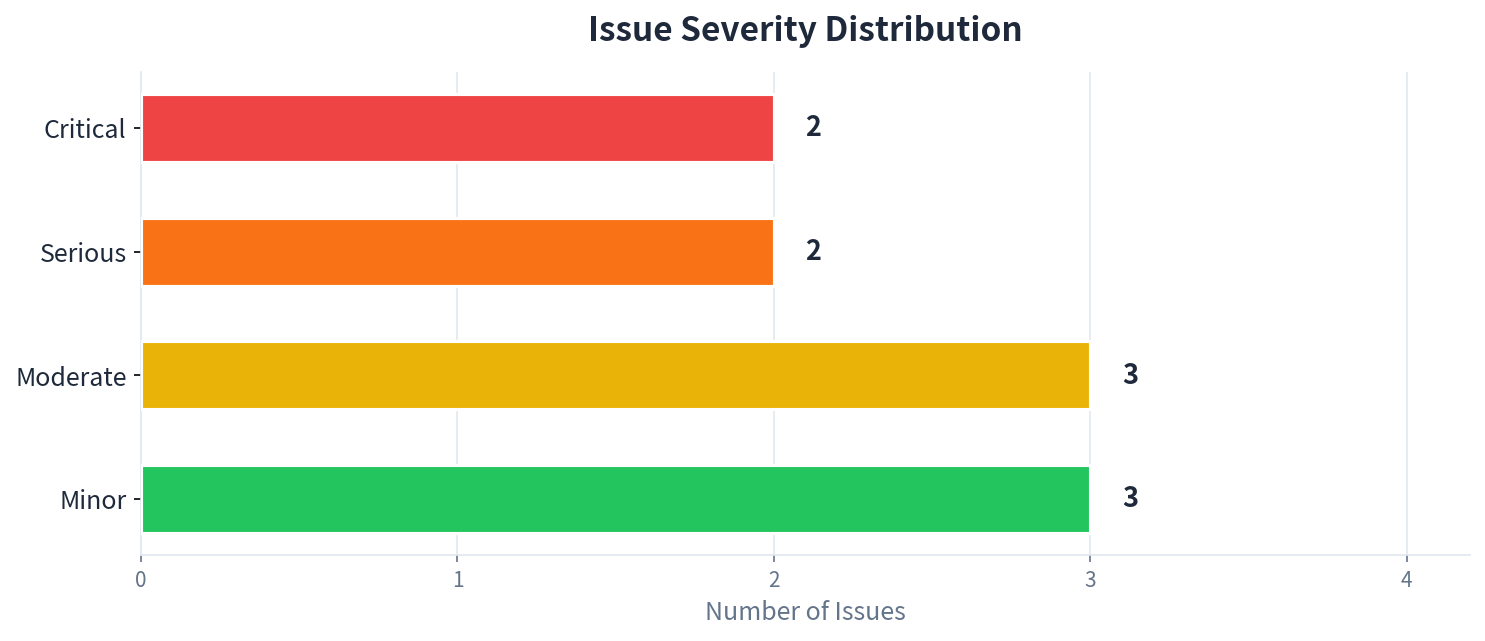 Issue Severity Distribution
Critical 2
Serious 2
Moderate 3
Minor 3
0 1 2 3 4
Number of Issues